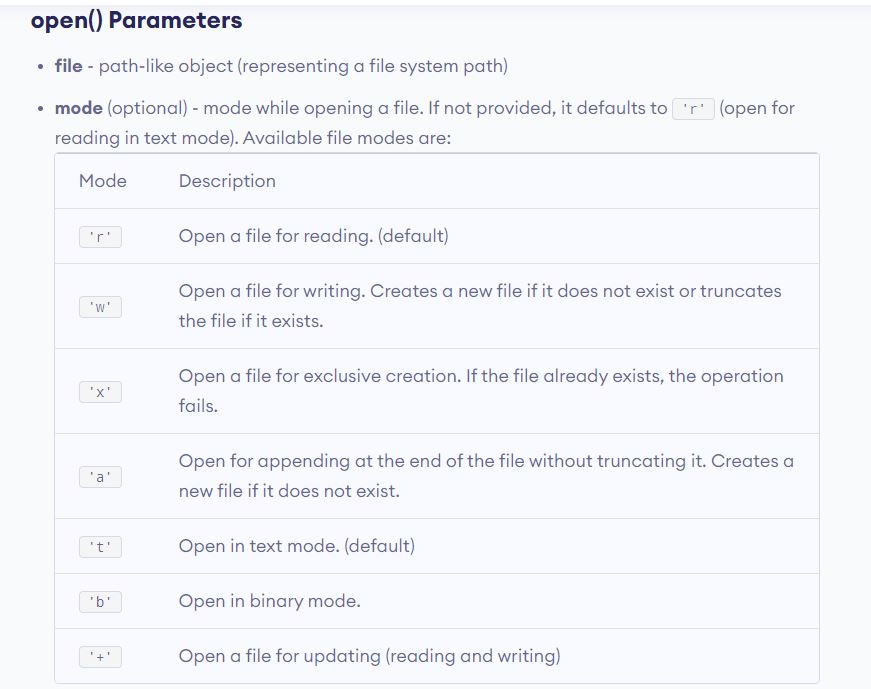 open() Parameters
• file - path-like object (representing a file system path)
• mode (optional) - mode while opening a file. If not provided, it defaults to 'r' (open for
reading in text mode). Available file modes are:
Mode Description
'r' Open a file for reading. (default)
'w' Open a file for writing. Creates a new file if it does not exist or truncates
the file if it exists.
'x' Open a file for exclusive creation. If the file already exists, the operation
fails.
'a' Open for appending at the end of the file without truncating it. Creates a
new file if it does not exist.
't' Open in text mode. (default)
'b' Open in binary mode.
'+' Open a file for updating (reading and writing)